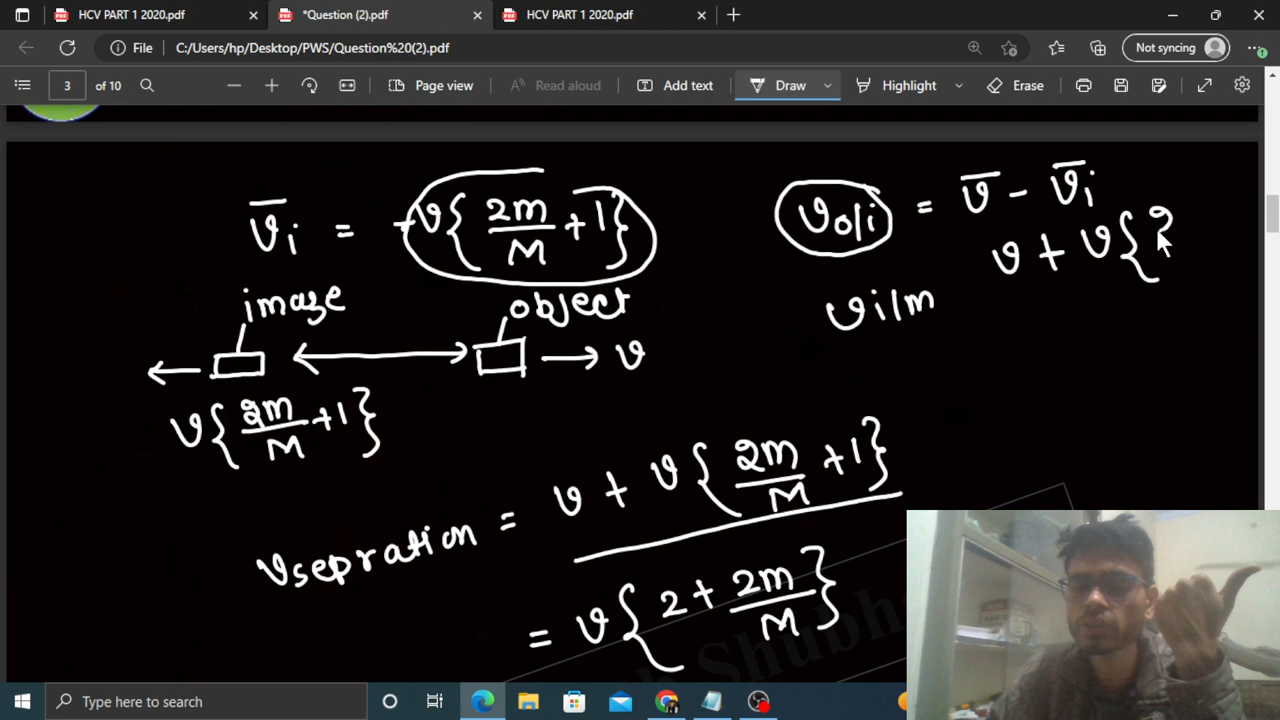 HCV PART 1 2020.pdf
*Question (2).pdf
HCV PART 1 2020.pdf
File
C:/Users/hp/Desktop/PWS/Question%20(2).pdf
Not syncing
3 of 10
Page view
Read aloud
Add text
Draw
Highlight
Erase
v̄i = -v{2m/M + 1}
vo/i = v̄ - v̄i
v + v{2
vi/m
image
object
v
v{2m/M + 1}
vsepration = v + v{2m/M + 1}
= v{2 + 2m/M}
Shubh
Type here to search